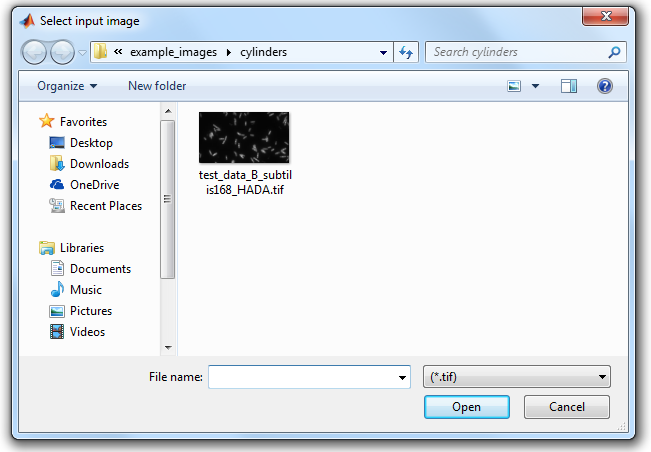 Select input image
« example_images cylinders
Search cylinders
Organize New folder
Favorites
Desktop
Downloads
OneDrive
Recent Places
Libraries
Documents
Music
Pictures
Videos
test_data_B_subtil
is168_HADA.tif
File name:
(*.tif)
Open Cancel